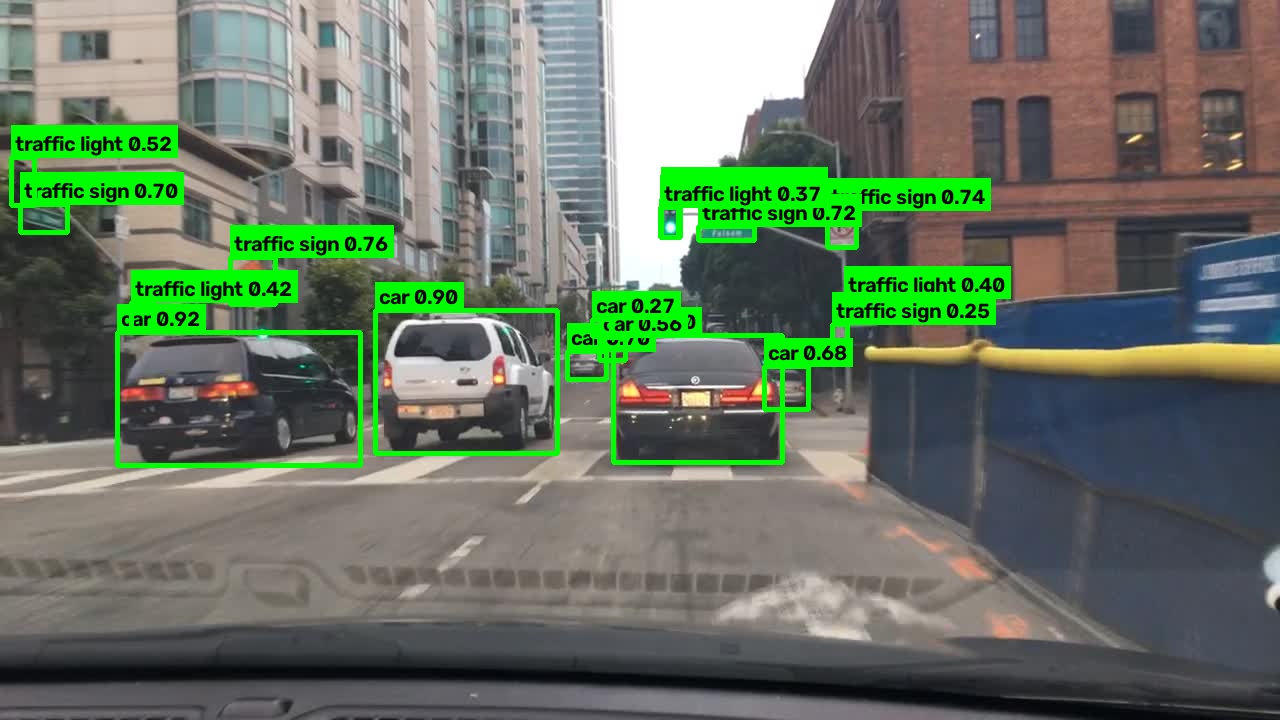 traffic light 0.52
traffic sign 0.70
traffic light 0.37
traffic sign 0.74
traffic sign 0.72
Folsom
traffic sign 0.76
traffic light 0.42
car 0.92
car 0.90
traffic light 0.40
traffic sign 0.25
car 0.27
car 0.56
car 0.70
car 0.68